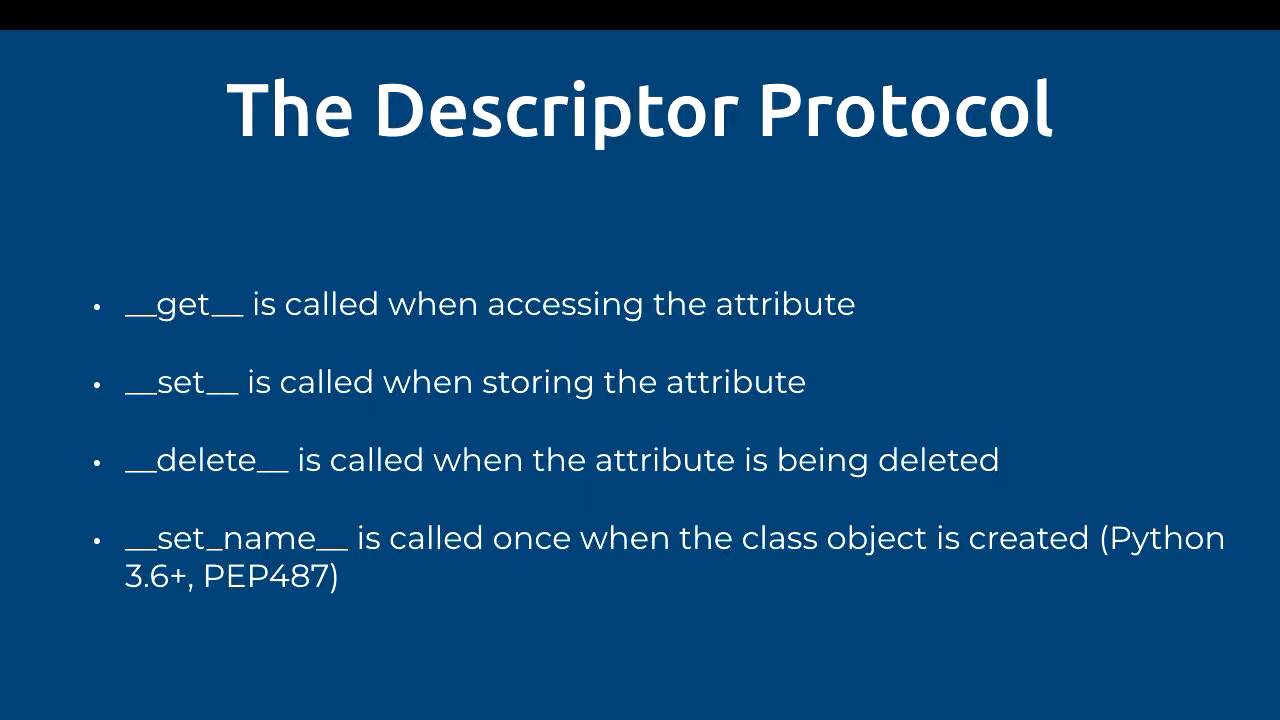 The Descriptor Protocol
• __get__ is called when accessing the attribute
• __set__ is called when storing the attribute
• __delete__ is called when the attribute is being deleted
• __set_name__ is called once when the class object is created (Python
3.6+, PEP487)